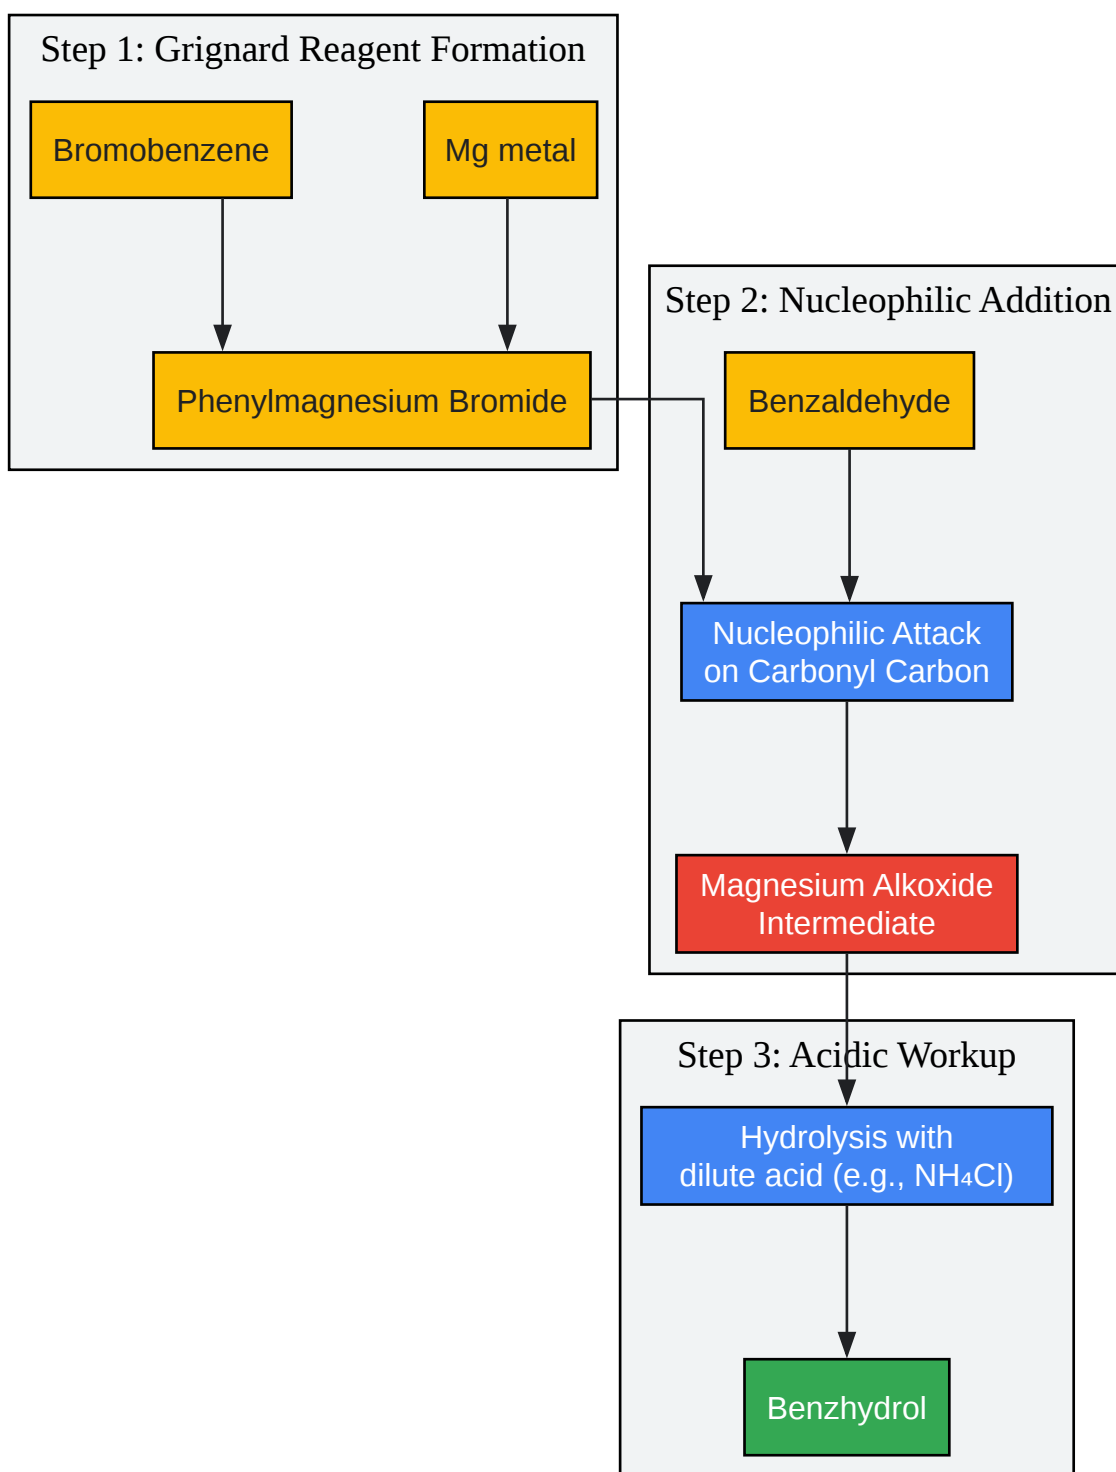 Step 1: Grignard Reagent Formation
Bromobenzene
Mg metal
Phenylmagnesium Bromide
Step 2: Nucleophilic Addition
Benzaldehyde
Nucleophilic Attack
on Carbonyl Carbon
Magnesium Alkoxide
Intermediate
Step 3: Acidic Workup
Hydrolysis with
dilute acid (e.g., NH₄Cl)
Benzhydrol